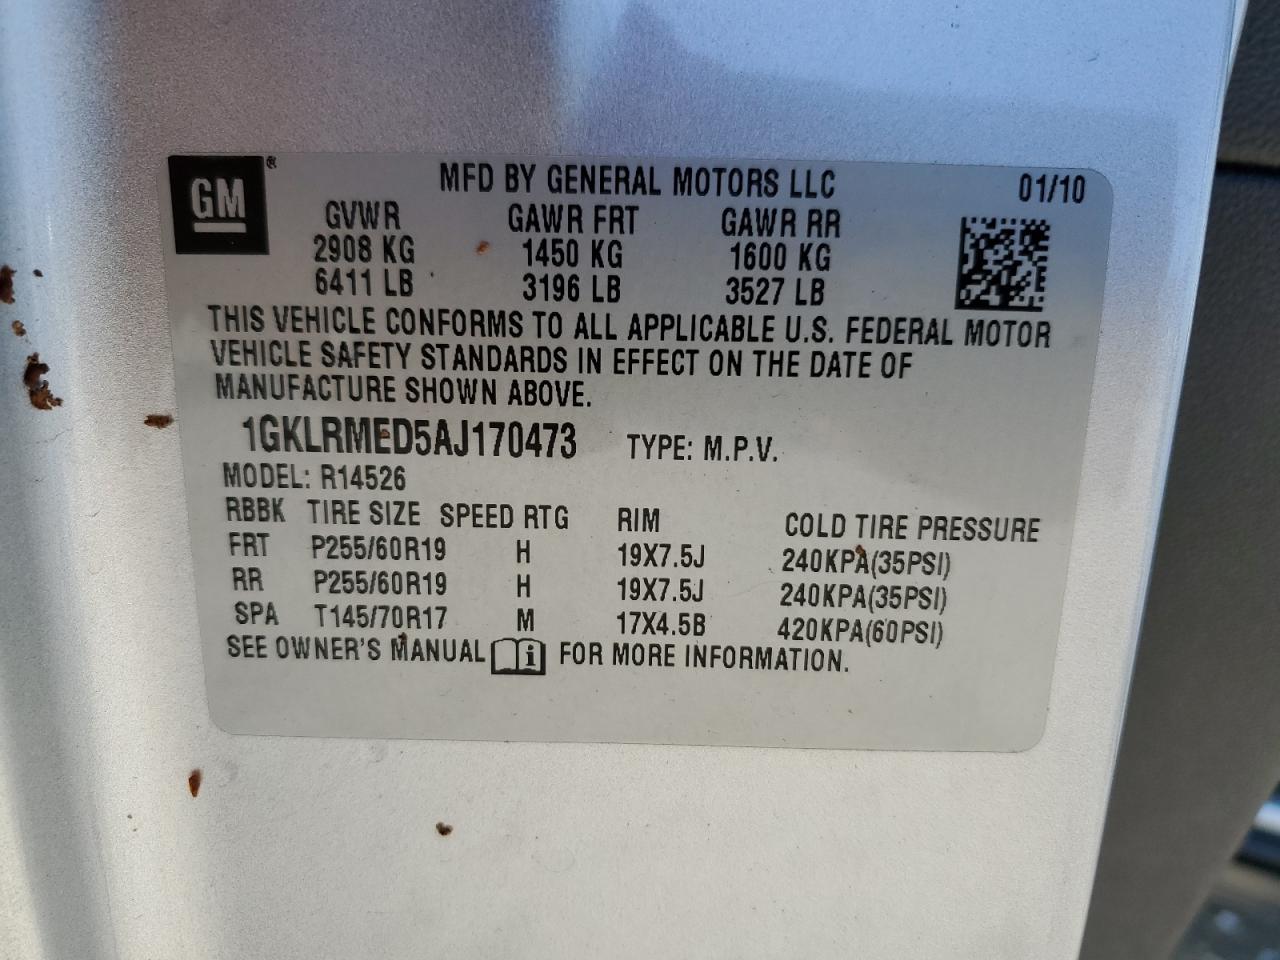 GM ®
MFD BY GENERAL MOTORS LLC 01/10
GVWR GAWR FRT GAWR RR
2908 KG 1450 KG 1600 KG
6411 LB 3196 LB 3527 LB
THIS VEHICLE CONFORMS TO ALL APPLICABLE U.S. FEDERAL MOTOR
VEHICLE SAFETY STANDARDS IN EFFECT ON THE DATE OF
MANUFACTURE SHOWN ABOVE.
1GKLRMED5AJ170473 TYPE: M.P.V.
MODEL: R14526
RBBK TIRE SIZE SPEED RTG RIM COLD TIRE PRESSURE
FRT P255/60R19 H 19X7.5J 240KPA(35PSI)
RR P255/60R19 H 19X7.5J 240KPA(35PSI)
SPA T145/70R17 M 17X4.5B 420KPA(60PSI)
SEE OWNER'S MANUAL i FOR MORE INFORMATION.